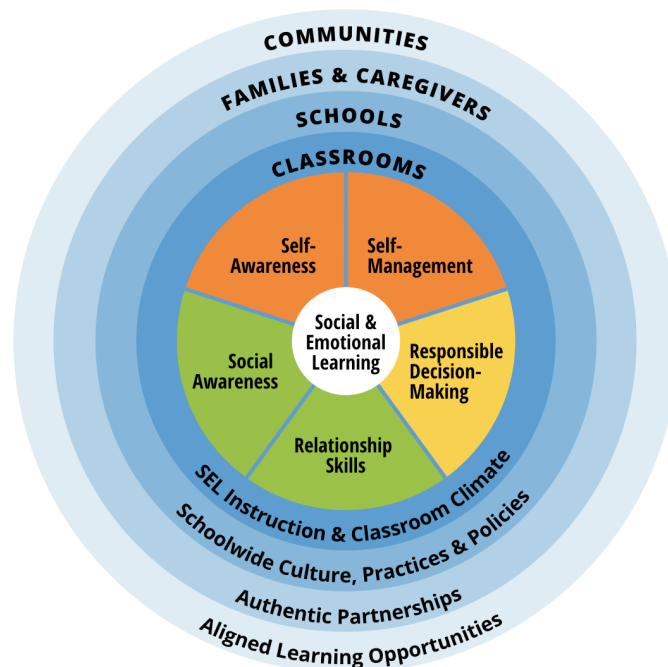 COMMUNITIES
FAMILIES & CAREGIVERS
SCHOOLS
CLASSROOMS
Self-
Awareness
Self-
Management
Social &
Emotional
Learning
Social
Awareness
Responsible
Decision-
Making
Relationship
Skills
SEL Instruction & Classroom Climate
Schoolwide Culture, Practices & Policies
Authentic Partnerships
Aligned Learning Opportunities